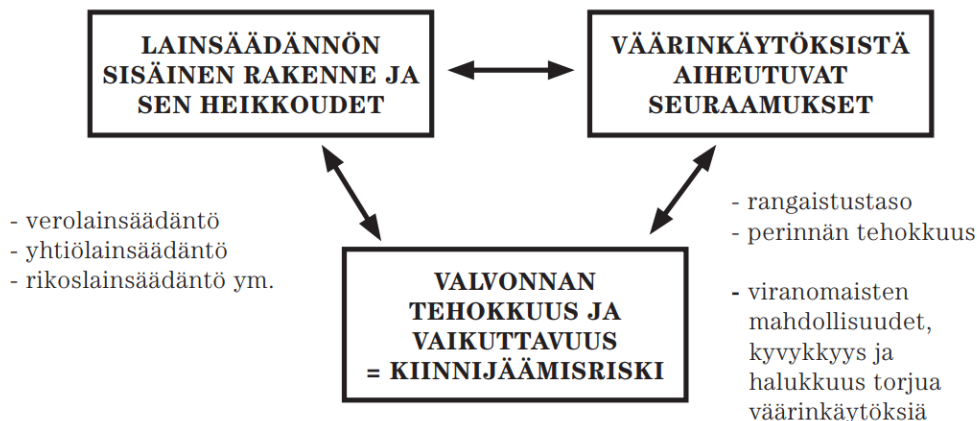 LAINSÄÄDÄNNÖN
SISÄINEN RAKENNE JA
SEN HEIKKOUDET
VÄÄRINKÄYTÖKSISTÄ
AIHEUTUVAT
SEURAAMUKSET
- verolainsäädäntö
- yhtiölainsäädäntö
- rikoslainsäädäntö ym.
VALVONNAN
TEHOKKUUS JA
VAIKUTTAVUUS
= KIINNIJÄÄMISRISKI
- rangaistustaso
- perinnän tehokkuus
- viranomaisten
mahdollisuudet,
kyvykkyys ja
halukkuus torjua
väärinkäytöksiä